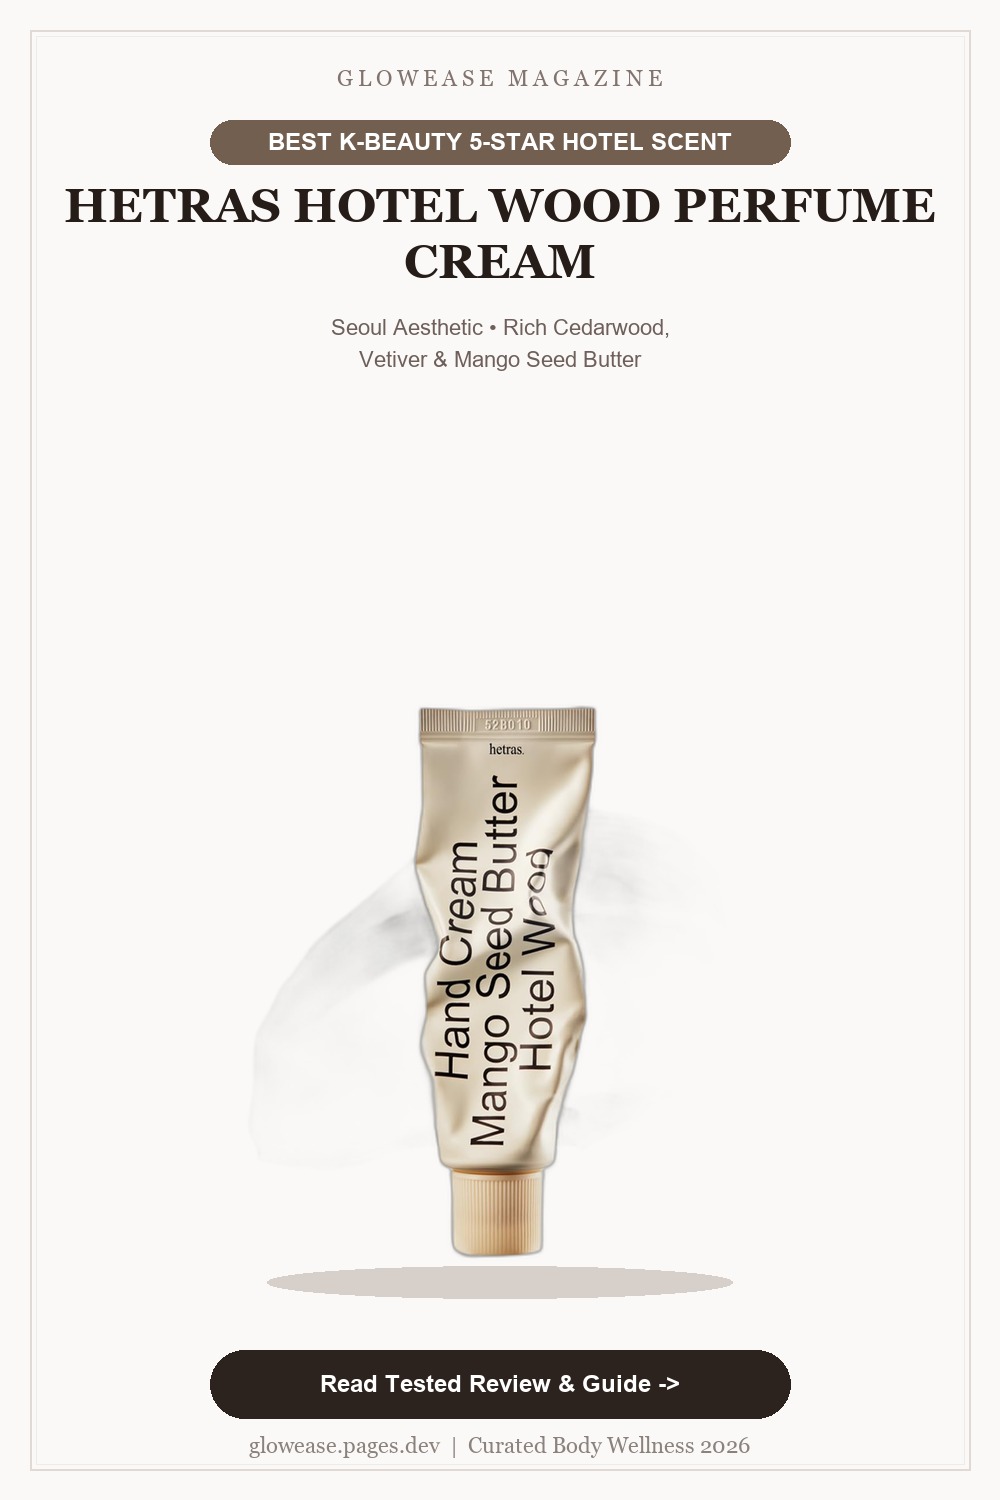 GLOWEASE MAGAZINE
BEST K-BEAUTY 5-STAR HOTEL SCENT
HETRAS HOTEL WOOD PERFUME
CREAM
Seoul Aesthetic • Rich Cedarwood,
Vetiver & Mango Seed Butter
528010
hetras.
Hand Cream
Mango Seed Butter
Hotel Wood
Read Tested Review & Guide ->
glowease.pages.dev | Curated Body Wellness 2026